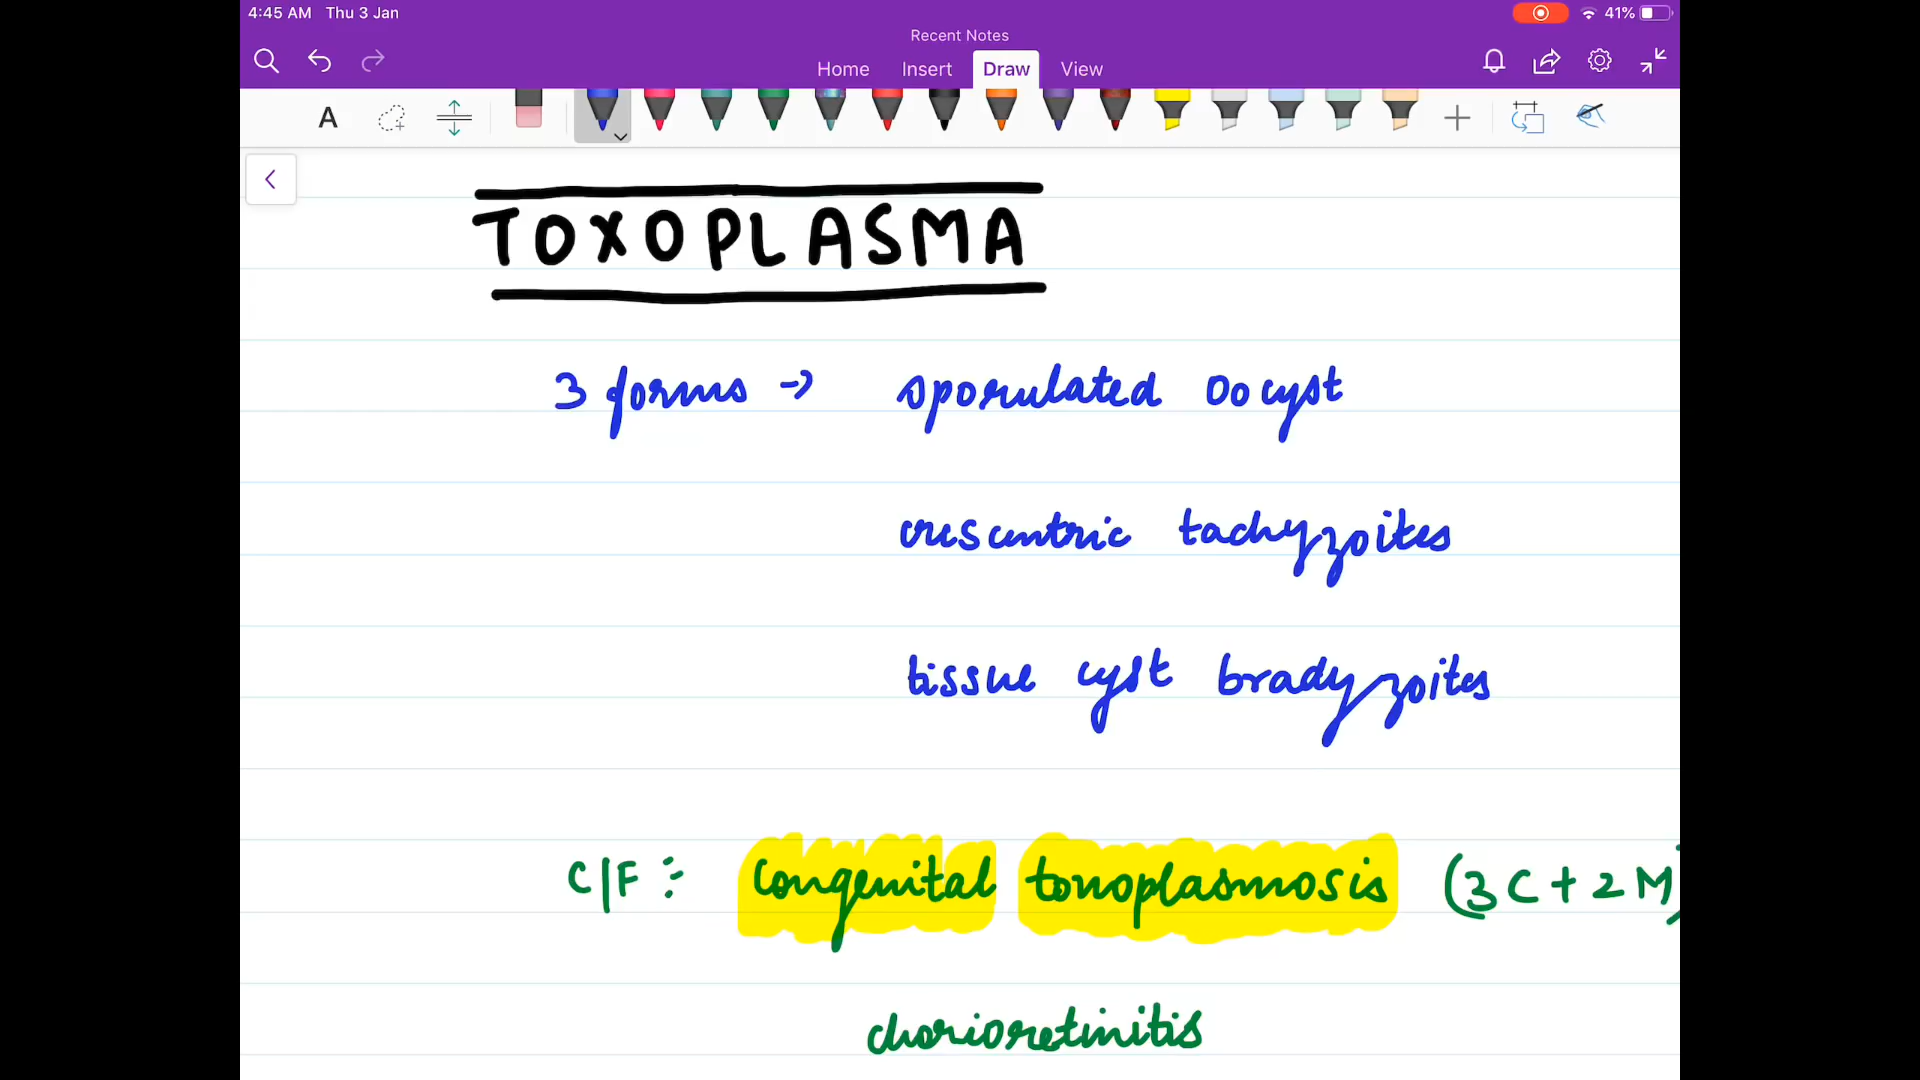 4:45 AM Thu 3 Jan
41%
Recent Notes
Home Insert Draw View
A
TOXOPLASMA
3 forms → sporulated oocyst
crescentric tachyzoites
tissue cyst bradyzoites
C/F :- Congenital toxoplasmosis (3C + 2M)
chorioretinitis